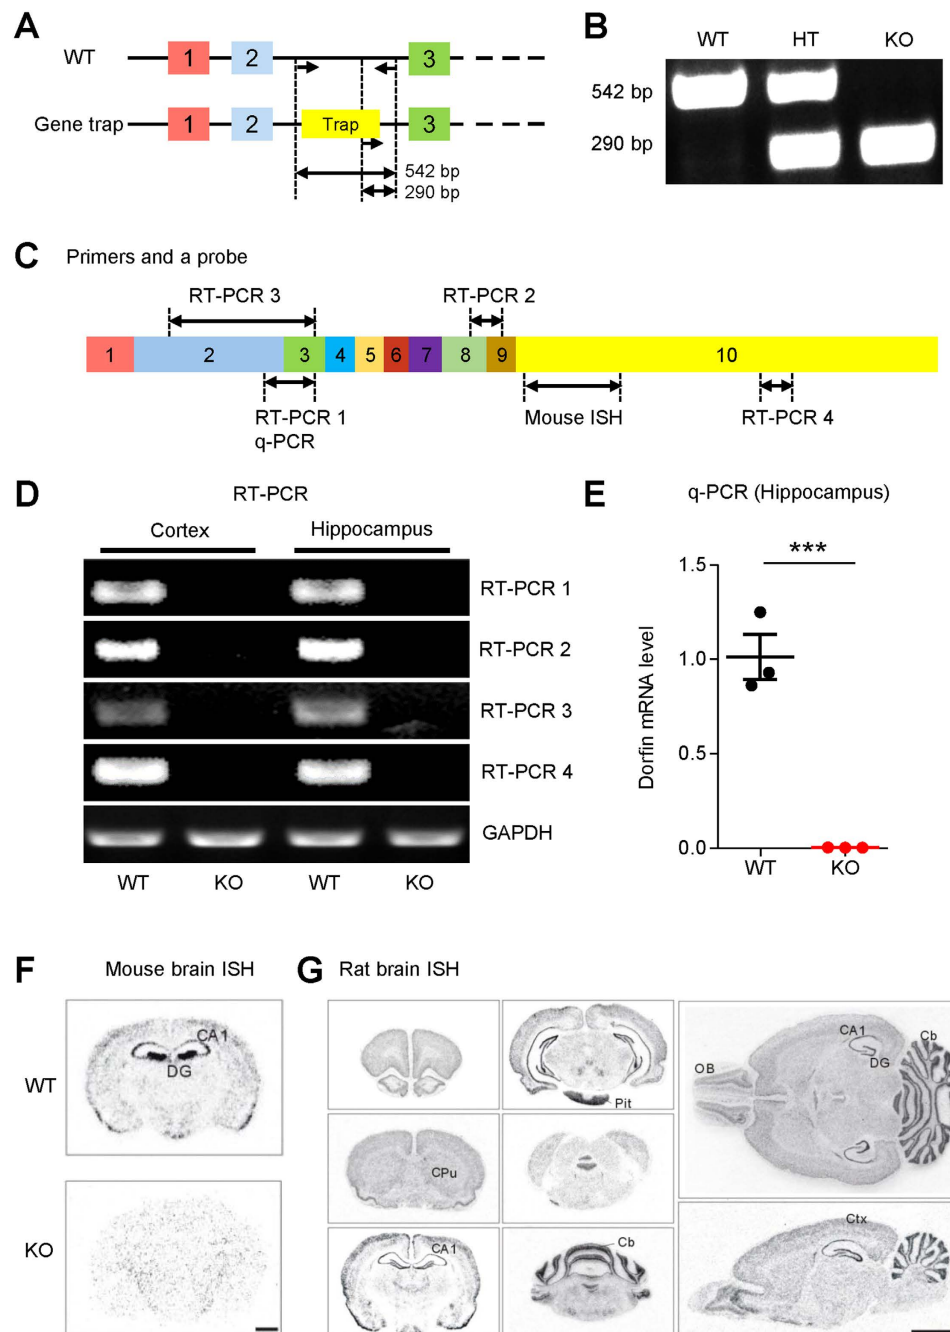 A
WT
1
2
3
Gene trap
1
2
Trap
3
542 bp
290 bp
B
WT HT KO
542 bp
290 bp
C Primers and a probe
RT-PCR 3
RT-PCR 2
1 2 3 4 5 6 7 8 9 10
RT-PCR 1
q-PCR
Mouse ISH
RT-PCR 4
D
RT-PCR
Cortex Hippocampus
RT-PCR 1
RT-PCR 2
RT-PCR 3
RT-PCR 4
GAPDH
WT KO WT KO
E
q-PCR (Hippocampus)
***
Dorfin mRNA level
1.5
1.0
0.5
0.0
WT KO
F Mouse brain ISH
WT
CA1
DG
KO
G Rat brain ISH
Pit
CPu
CA1
Cb
OB
CA1
DG
Cb
Ctx